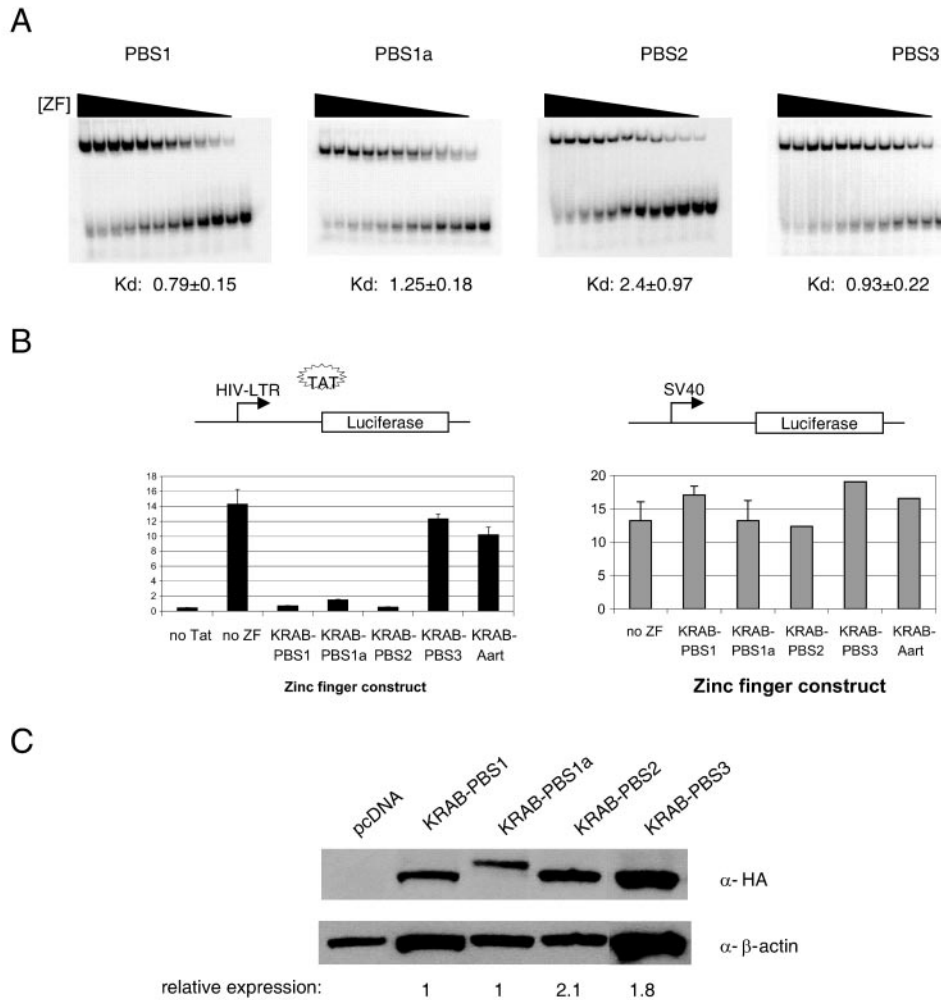 A
PBS1 PBS1a PBS2 PBS3
[ZF]
Kd: 0.79±0.15 Kd: 1.25±0.18 Kd: 2.4±0.97 Kd: 0.93±0.22
B
HIV-LTR TAT
Luciferase
18
16
14
12
10
8
6
4
2
0
no Tat no ZF KRAB- KRAB- KRAB- KRAB- KRAB-
PBS1 PBS1a PBS2 PBS3 Aart
Zinc finger construct
SV40
Luciferase
20
15
10
5
0
no ZF KRAB- KRAB- KRAB- KRAB- KRAB-
PBS1 PBS1a PBS2 PBS3 Aart
Zinc finger construct
C
pcDNA KRAB-PBS1 KRAB-PBS1a KRAB-PBS2 KRAB-PBS3
α-HA
α-β-actin
relative expression: 1 1 2.1 1.8